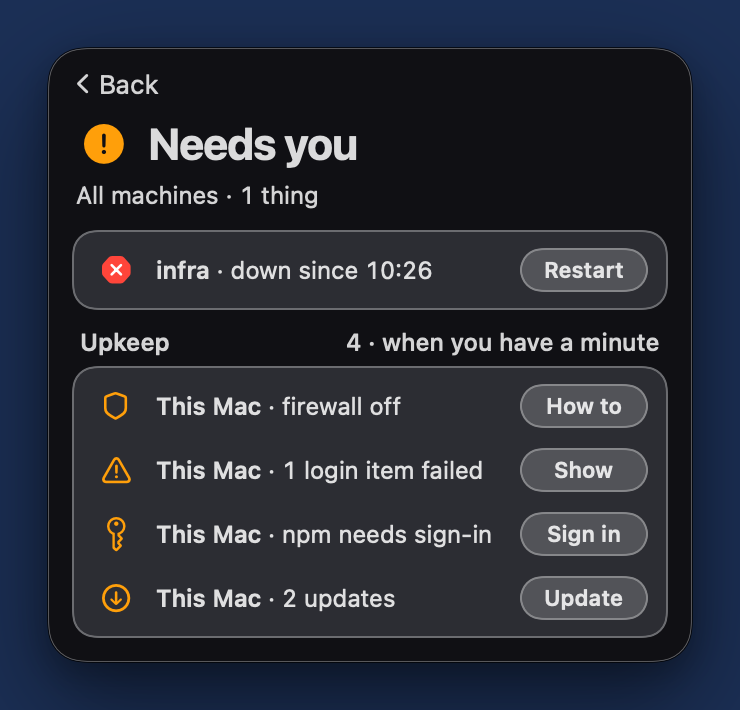 Back
Needs you
All machines · 1 thing
infra · down since 10:26 Restart
Upkeep 4 · when you have a minute
This Mac · firewall off How to
This Mac · 1 login item failed Show
This Mac · npm needs sign-in Sign in
This Mac · 2 updates Update